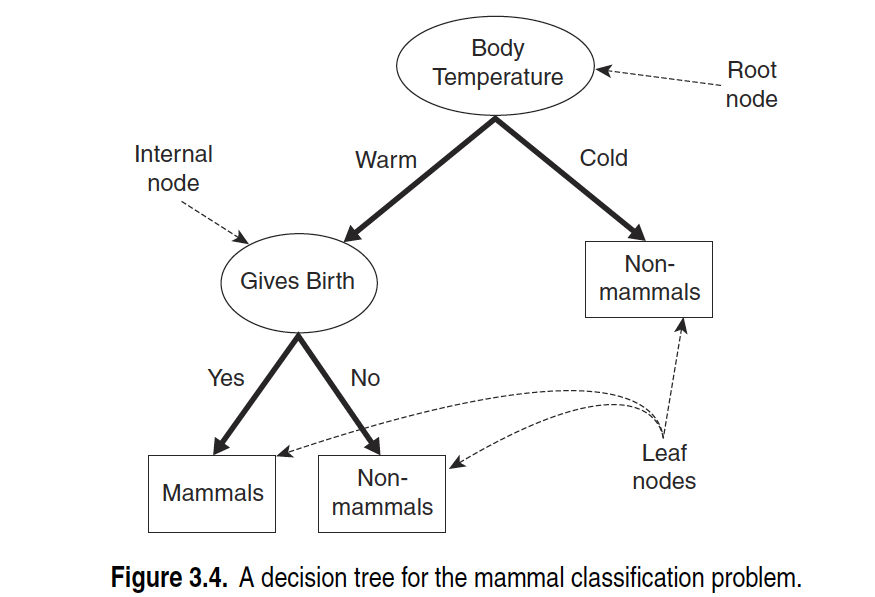 Body
Temperature
Root
node
Warm
Cold
Internal
node
Gives Birth
Non-
mammals
Yes
No
Mammals
Non-
mammals
Leaf
nodes
Figure 3.4. A decision tree for the mammal classification problem.